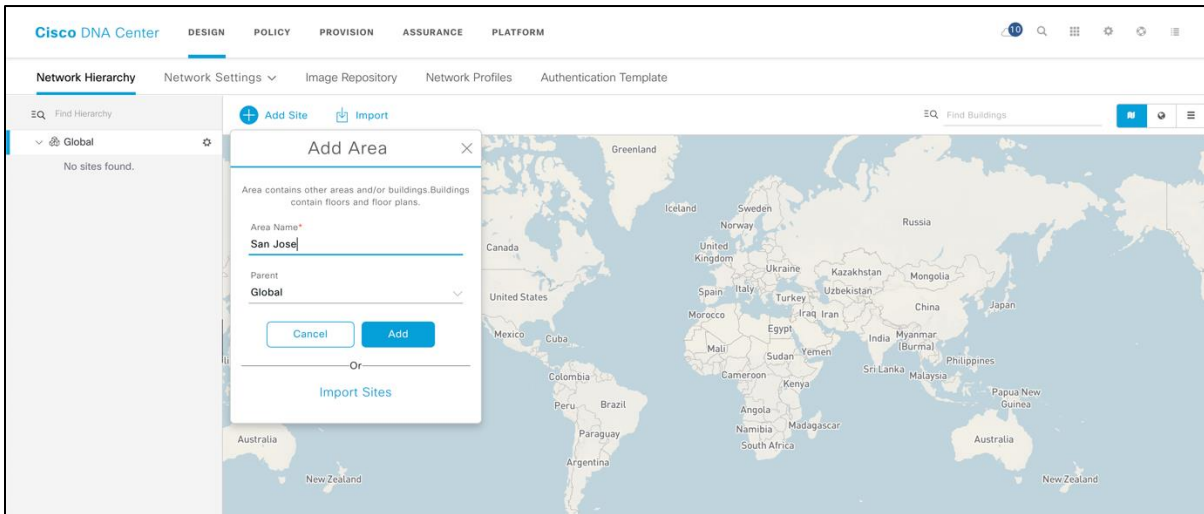 Cisco DNA Center DESIGN POLICY PROVISION ASSURANCE PLATFORM 10
Network Hierarchy Network Settings Image Repository Network Profiles Authentication Template
Find Hierarchy
Add Site Import
Find Buildings
Global
No sites found.
Add Area
Area contains other areas and/or buildings.Buildings
contain floors and floor plans.
Area Name*
San Jose
Parent
Global
Cancel Add
Or
Import Sites
Greenland
Iceland
Sweden
Norway
Russia
Canada
United
Kingdom
Ukraine
Kazakhstan
Mongolia
United States
Spain
Italy
Turkey
Uzbekistan
China
Japan
Morocco
Iraq
Iran
Mexico
Cuba
Egypt
India
Myanmar
(Burma)
Mali
Sudan
Yemen
Philippines
Colombia
Cameroon
Kenya
Sri Lanka
Malaysia
Papua New
Guinea
Peru
Brazil
Angola
Namibia
Madagascar
Australia
Paraguay
South Africa
Australia
Argentina
New Zealand
New Zealand